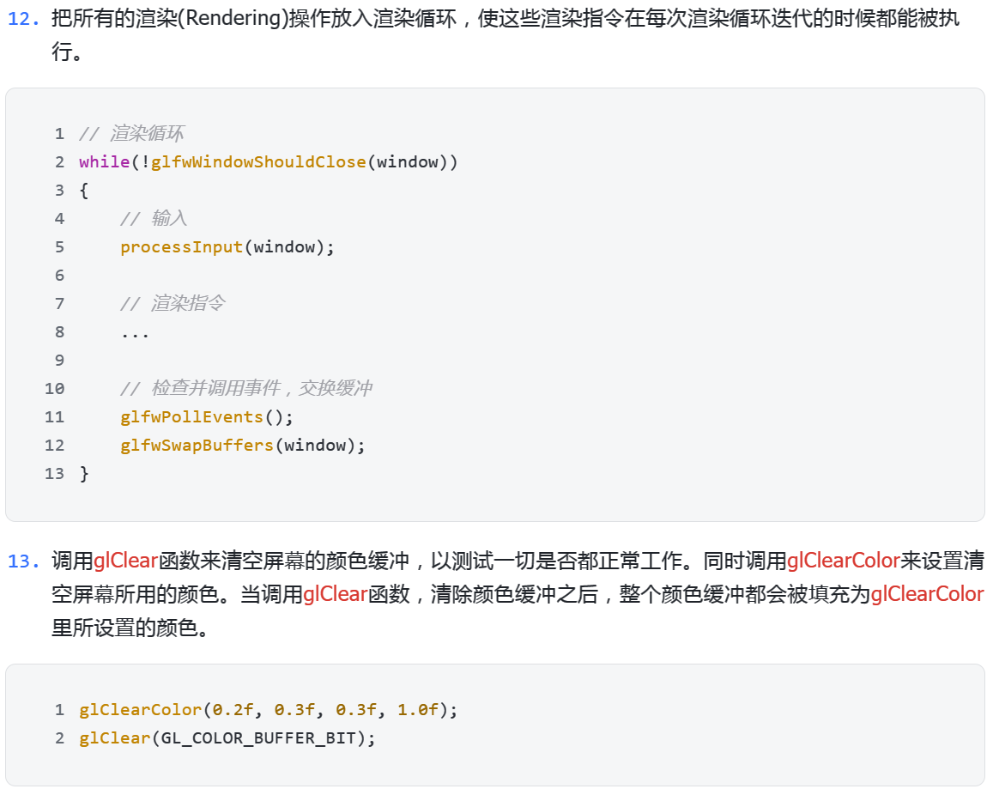 12. 把所有的渲染(Rendering)操作放入渲染循环，使这些渲染指令在每次渲染循环迭代的时候都能被执
行。
1 // 渲染循环
2 while(!glfwWindowShouldClose(window))
3 {
4     // 输入
5     processInput(window);
6
7     // 渲染指令
8     ...
9
10     // 检查并调用事件，交换缓冲
11     glfwPollEvents();
12     glfwSwapBuffers(window);
13 }
13. 调用glClear函数来清空屏幕的颜色缓冲，以测试一切是否都正常工作。同时调用glClearColor来设置清
空屏幕所用的颜色。当调用glClear函数，清除颜色缓冲之后，整个颜色缓冲都会被填充为glClearColor
里所设置的颜色。
1 glClearColor(0.2f, 0.3f, 0.3f, 1.0f);
2 glClear(GL_COLOR_BUFFER_BIT);